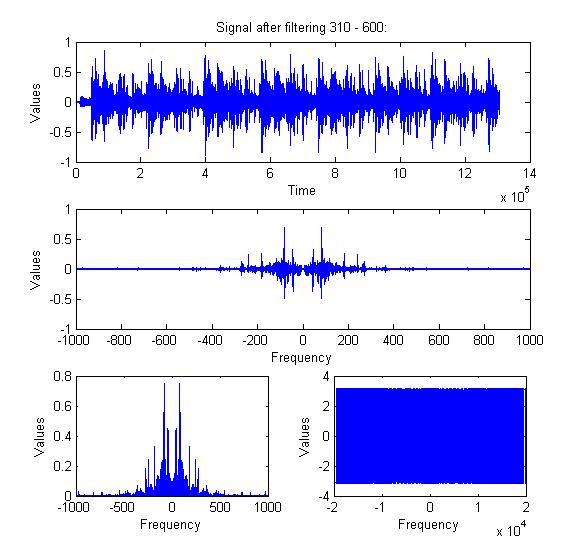 Signal after filtering 310 - 600:
1
0.5
0
-0.5
-1
Values
0 2 4 6 8 10 12 14
Time
x 10^5
1
0.5
0
-0.5
-1
Values
-1000 -800 -600 -400 -200 0 200 400 600 800 1000
Frequency
0.8
0.6
0.4
0.2
0
Values
-1000 -500 0 500 1000
Frequency
4
2
0
-2
-4
Values
-2 -1 0 1 2
Frequency
x 10^4